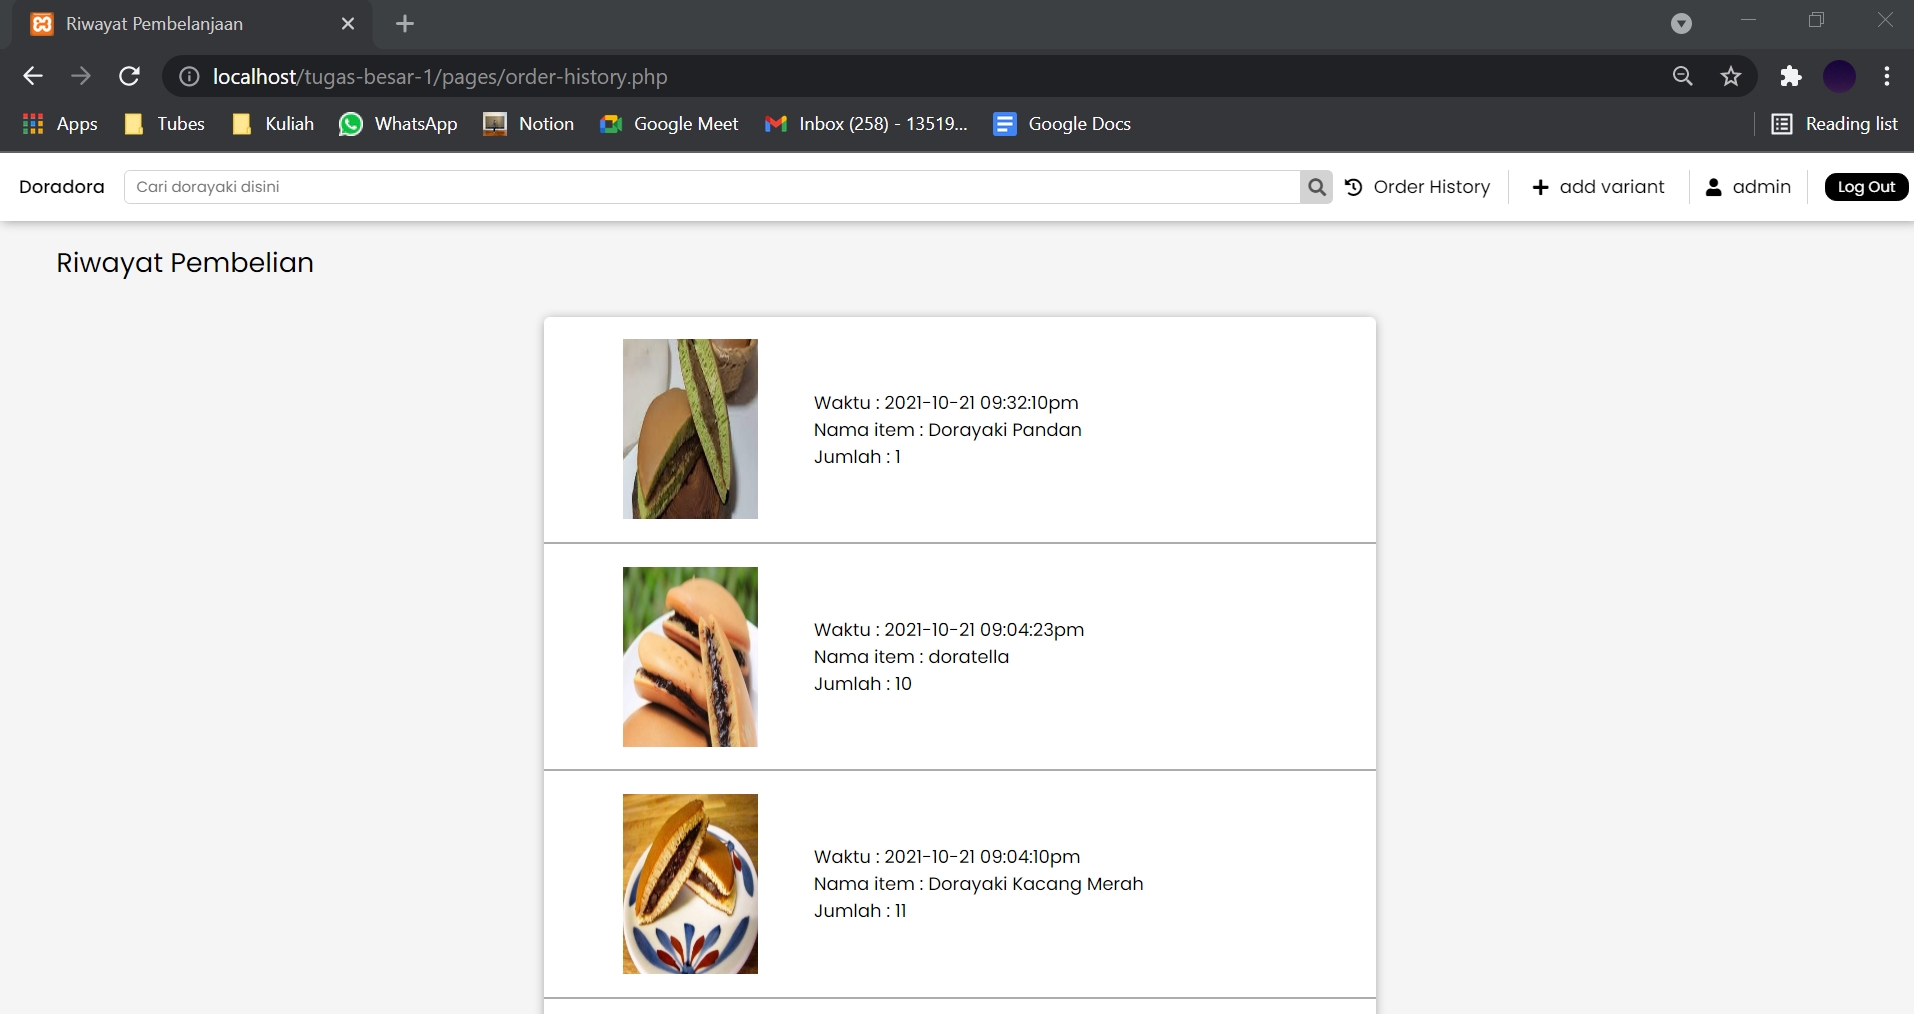 Riwayat Pembelanjaan
localhost/tugas-besar-1/pages/order-history.php
Apps Tubes Kuliah WhatsApp Notion Google Meet Inbox (258) - 13519... Google Docs Reading list
Doradora Cari dorayaki disini Order History add variant admin Log Out
Riwayat Pembelian
Waktu : 2021-10-21 09:32:10pm
Nama item : Dorayaki Pandan
Jumlah : 1
Waktu : 2021-10-21 09:04:23pm
Nama item : doratella
Jumlah : 10
Waktu : 2021-10-21 09:04:10pm
Nama item : Dorayaki Kacang Merah
Jumlah : 11